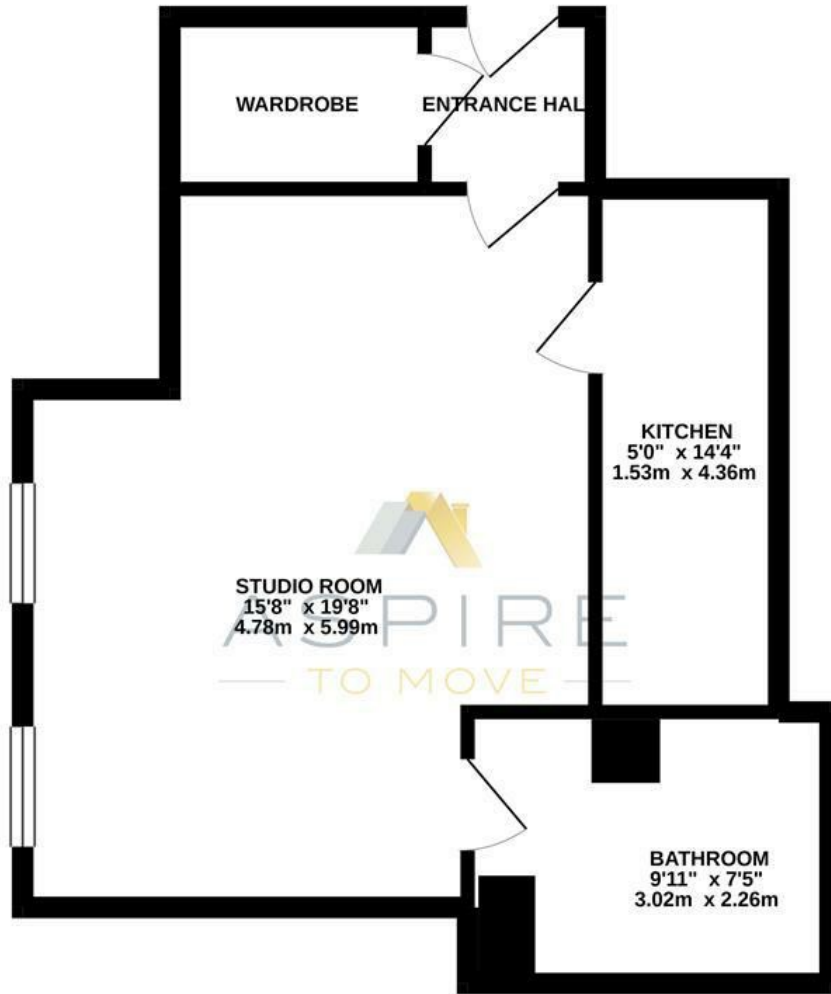 WARDROBE
ENTRANCE HAL
KITCHEN
5'0" x 14'4"
1.53m x 4.36m
STUDIO ROOM
15'8" x 19'8"
4.78m x 5.99m
ASPIRE
TO MOVE
BATHROOM
9'11" x 7'5"
3.02m x 2.26m